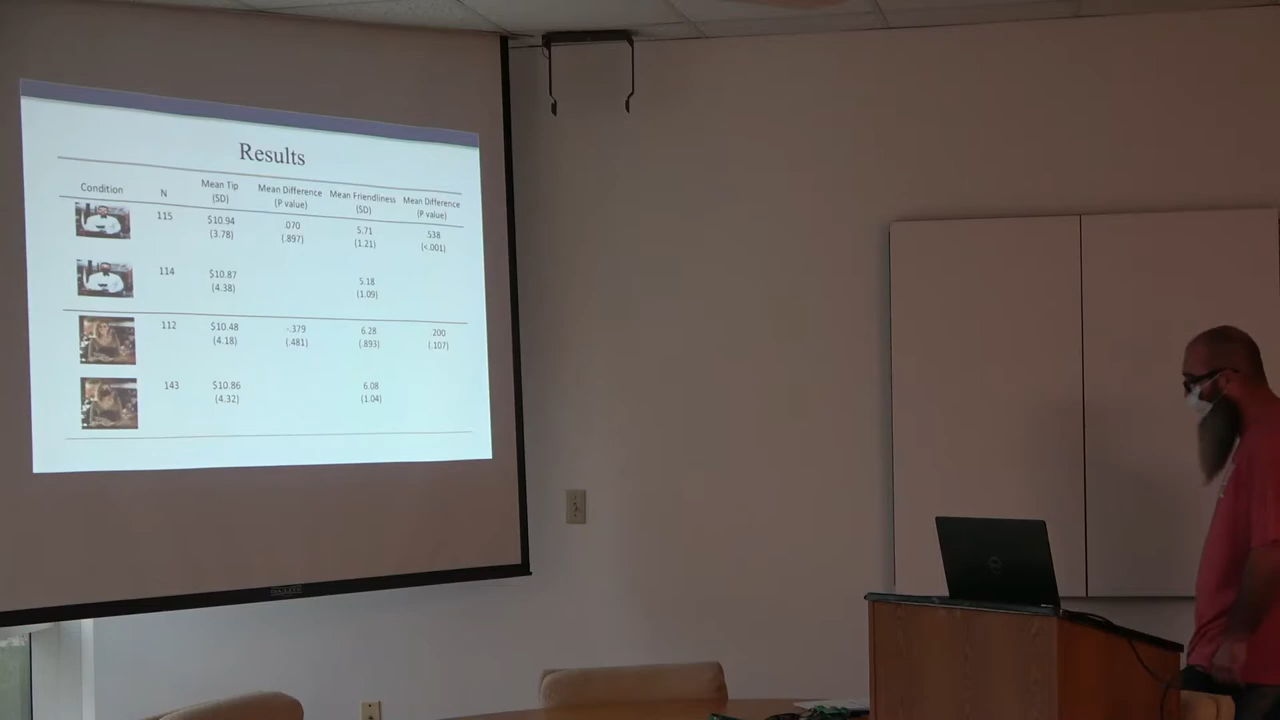 Results
Condition N Mean Tip (SD) Mean Difference (P value) Mean Friendliness (SD) Mean Difference (P value)
115 $10.94 (3.78) .070 (.897) 5.71 (1.21) 538 (<.001)
114 $10.87 (4.38) 5.18 (1.09)
112 $10.48 (4.18) -.379 (.481) 6.28 (.893) .200 (.107)
143 $10.86 (4.32) 6.08 (1.04)